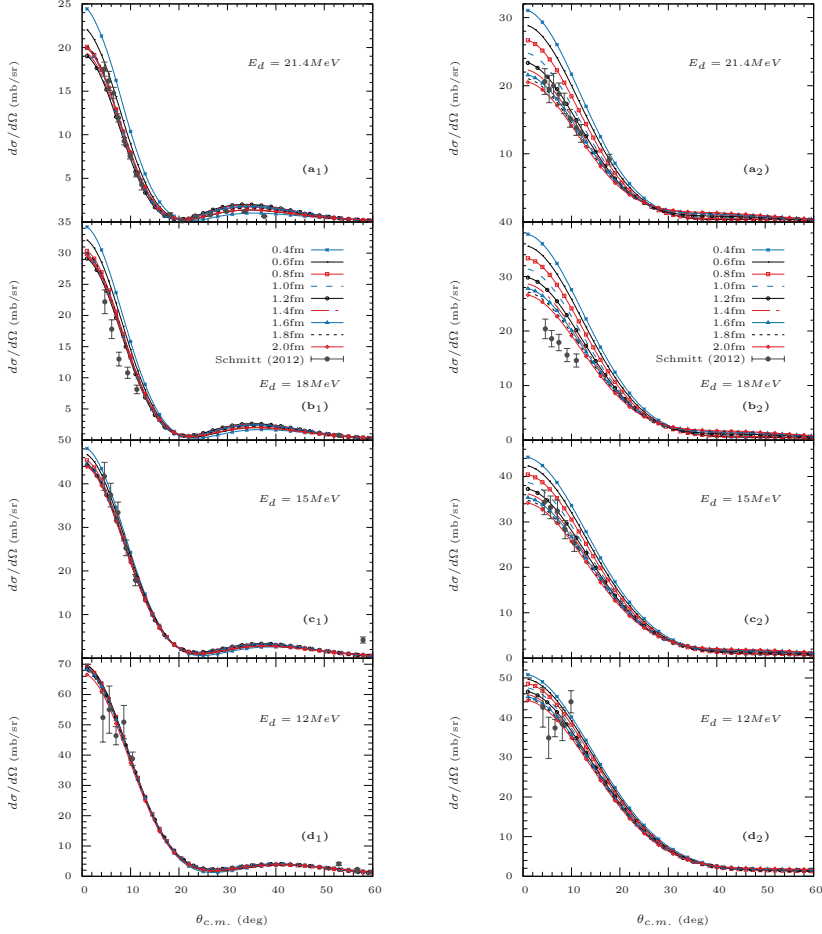 25
20
15
10
5
dσ/dΩ (mb/sr)
E_d = 21.4MeV
(a₁)
35
30
25
20
15
10
5
dσ/dΩ (mb/sr)
0.4fm
0.6fm
0.8fm
1.0fm
1.2fm
1.4fm
1.6fm
1.8fm
2.0fm
Schmitt (2012)
E_d = 18MeV
(b₁)
50
40
30
20
10
dσ/dΩ (mb/sr)
E_d = 15MeV
(c₁)
70
60
50
40
30
20
10
0
dσ/dΩ (mb/sr)
E_d = 12MeV
(d₁)
0 10 20 30 40 50 60
θ_c.m. (deg)
30
20
10
dσ/dΩ (mb/sr)
E_d = 21.4MeV
(a₂)
40
30
20
10
0
dσ/dΩ (mb/sr)
0.4fm
0.6fm
0.8fm
1.0fm
1.2fm
1.4fm
1.6fm
1.8fm
2.0fm
Schmitt (2012)
E_d = 18MeV
(b₂)
40
30
20
10
0
dσ/dΩ (mb/sr)
E_d = 15MeV
(c₂)
50
40
30
20
10
0
dσ/dΩ (mb/sr)
E_d = 12MeV
(d₂)
0 10 20 30 40 50 60
θ_c.m. (deg)